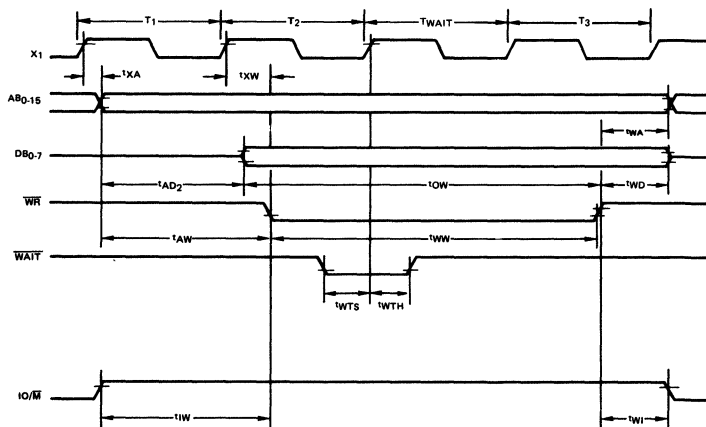 T1 T2 TWAIT T3
X1
tXA tXW
AB0-15
tWA
DB0-7
tAD2 tDW tWD
WR
tAW tWW
WAIT
tWTS tWTH
IO/M
tIW tWI